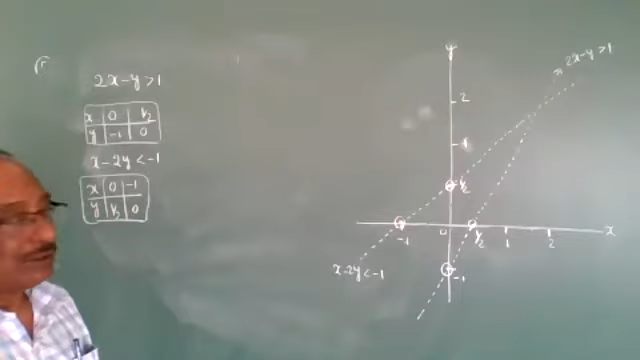 2x-y>1
x 0 1/2
y -1 0
x-2y<-1
x 0 -1
y 1/2 0
y
2x-y>1
2
1
1/2
-1 0 1/2 1 2 x
x-2y<-1
-1